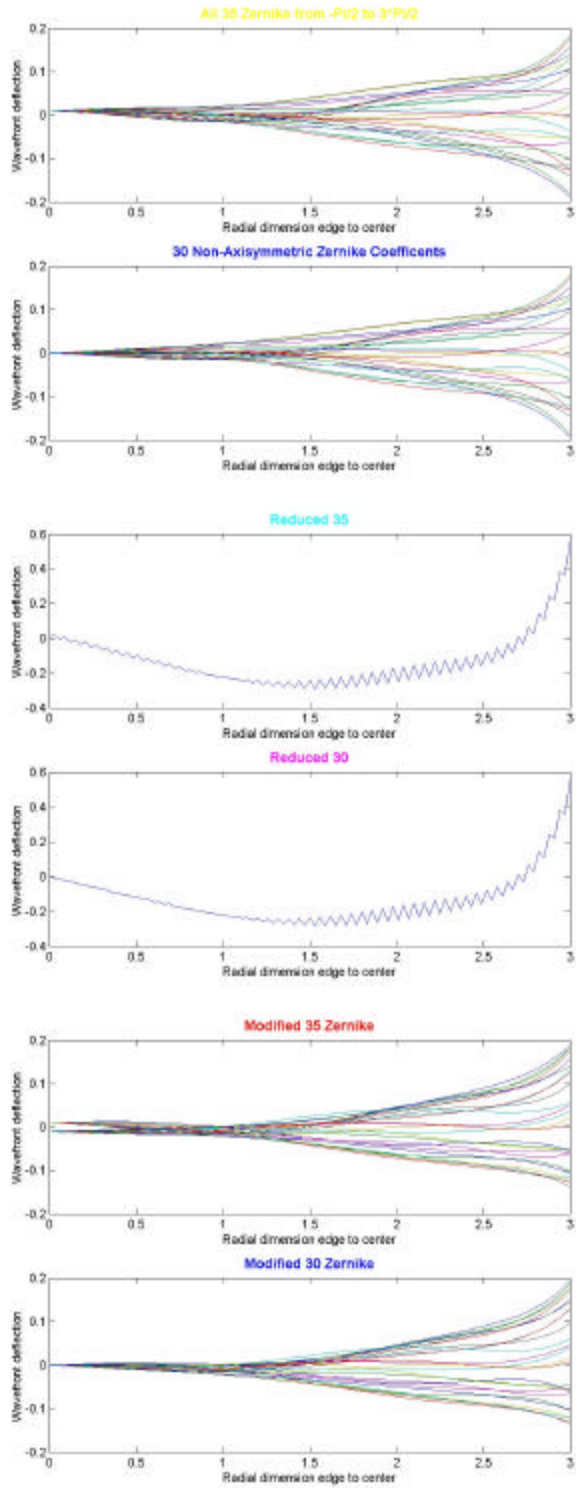 All 35 Zernike from -Pi/2 to 3*Pi/2
0.2
0.1
0
-0.1
-0.2
Wavefront deflection
0 0.5 1 1.5 2 2.5 3
Radial dimension edge to center
30 Non-Axisymmetric Zernike Coefficents
0.2
0.1
0
-0.1
-0.2
Wavefront deflection
0 0.5 1 1.5 2 2.5 3
Radial dimension edge to center
Reduced 35
0.6
0.4
0.2
0
-0.2
-0.4
Wavefront deflection
0 0.5 1 1.5 2 2.5 3
Radial dimension edge to center
Reduced 30
0.6
0.4
0.2
0
-0.2
-0.4
Wavefront deflection
0 0.5 1 1.5 2 2.5 3
Radial dimension edge to center
Modified 35 Zernike
0.2
0.1
0
-0.1
-0.2
Wavefront deflection
0 0.5 1 1.5 2 2.5 3
Radial dimension edge to center
Modified 30 Zernike
0.2
0.1
0
-0.1
-0.2
Wavefront deflection
0 0.5 1 1.5 2 2.5 3
Radial dimension edge to center